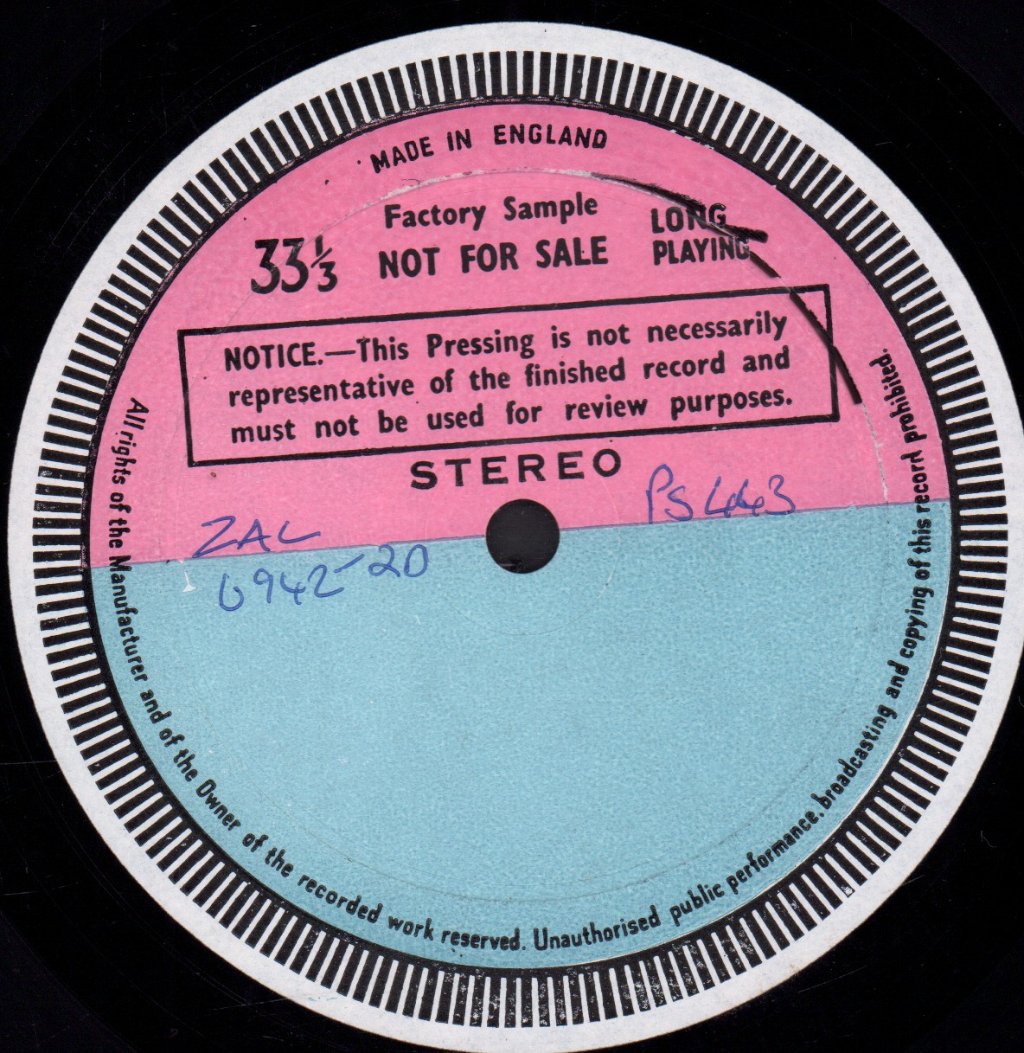 MADE IN ENGLAND
Factory Sample
NOT FOR SALE
33⅓
LONG
PLAYING
NOTICE.—This Pressing is not necessarily
representative of the finished record and
must not be used for review purposes.
STEREO
ZAL
6942-2D
PS443
All rights of the Manufacturer and of the Owner of the recorded work reserved. Unauthorised public performance, broadcasting and copying of this record prohibited.